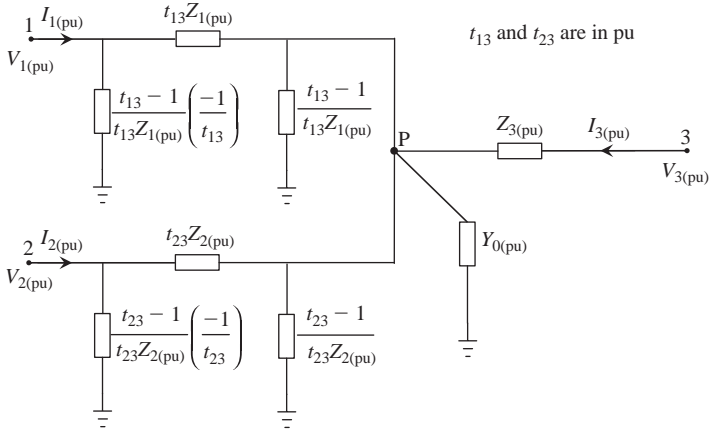 t₁₃Z₁₍pu₎
1
I₁₍pu₎
V₁₍pu₎
t₁₃ and t₂₃ are in pu
t₁₃ − 1 / t₁₃Z₁₍pu₎ (−1 / t₁₃)
t₁₃ − 1 / t₁₃Z₁₍pu₎
P
Z₃₍pu₎
I₃₍pu₎
3
V₃₍pu₎
t₂₃Z₂₍pu₎
2
I₂₍pu₎
V₂₍pu₎
Y₀₍pu₎
t₂₃ − 1 / t₂₃Z₂₍pu₎ (−1 / t₂₃)
t₂₃ − 1 / t₂₃Z₂₍pu₎